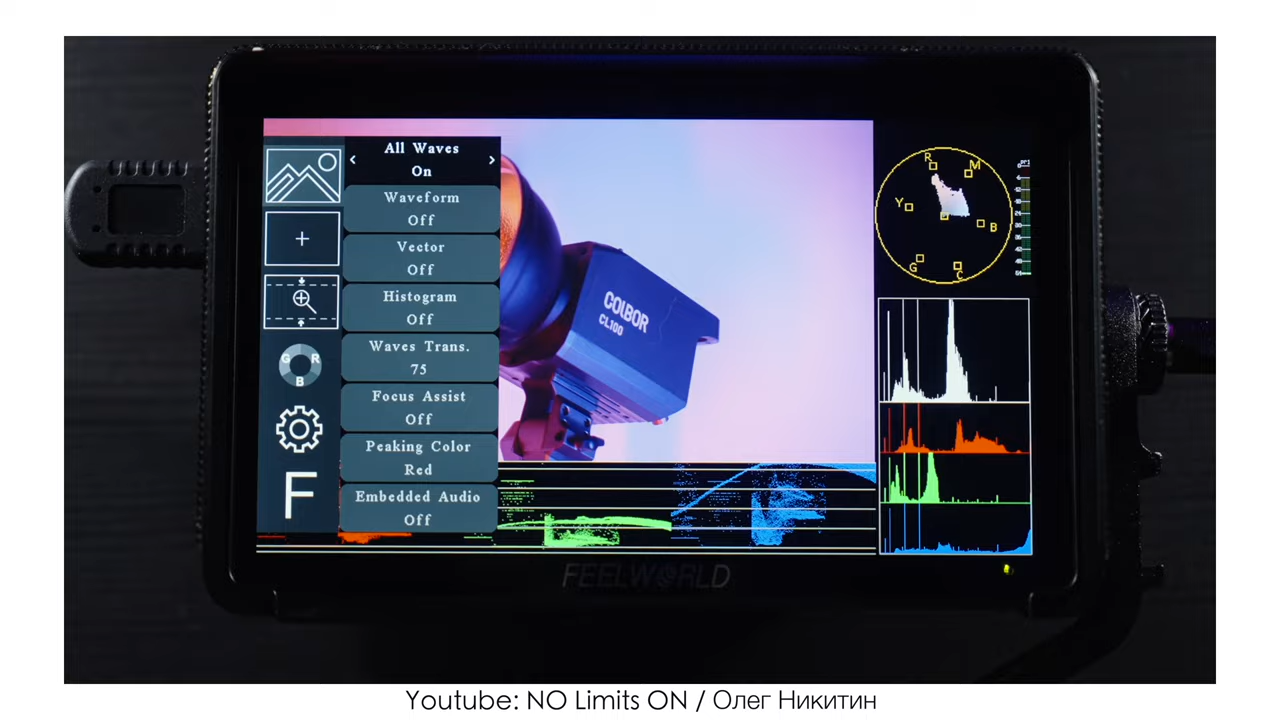 All Waves
On
Waveform
Off
Vector
Off
Histogram
Off
Waves Trans.
75
Focus Assist
Off
Peaking Color
Red
Embedded Audio
Off
G R
B
F
COLBOR
CL100
R
M
Y
B
G
C
FEELWORLD
Youtube: NO Limits ON / Олег Никитин